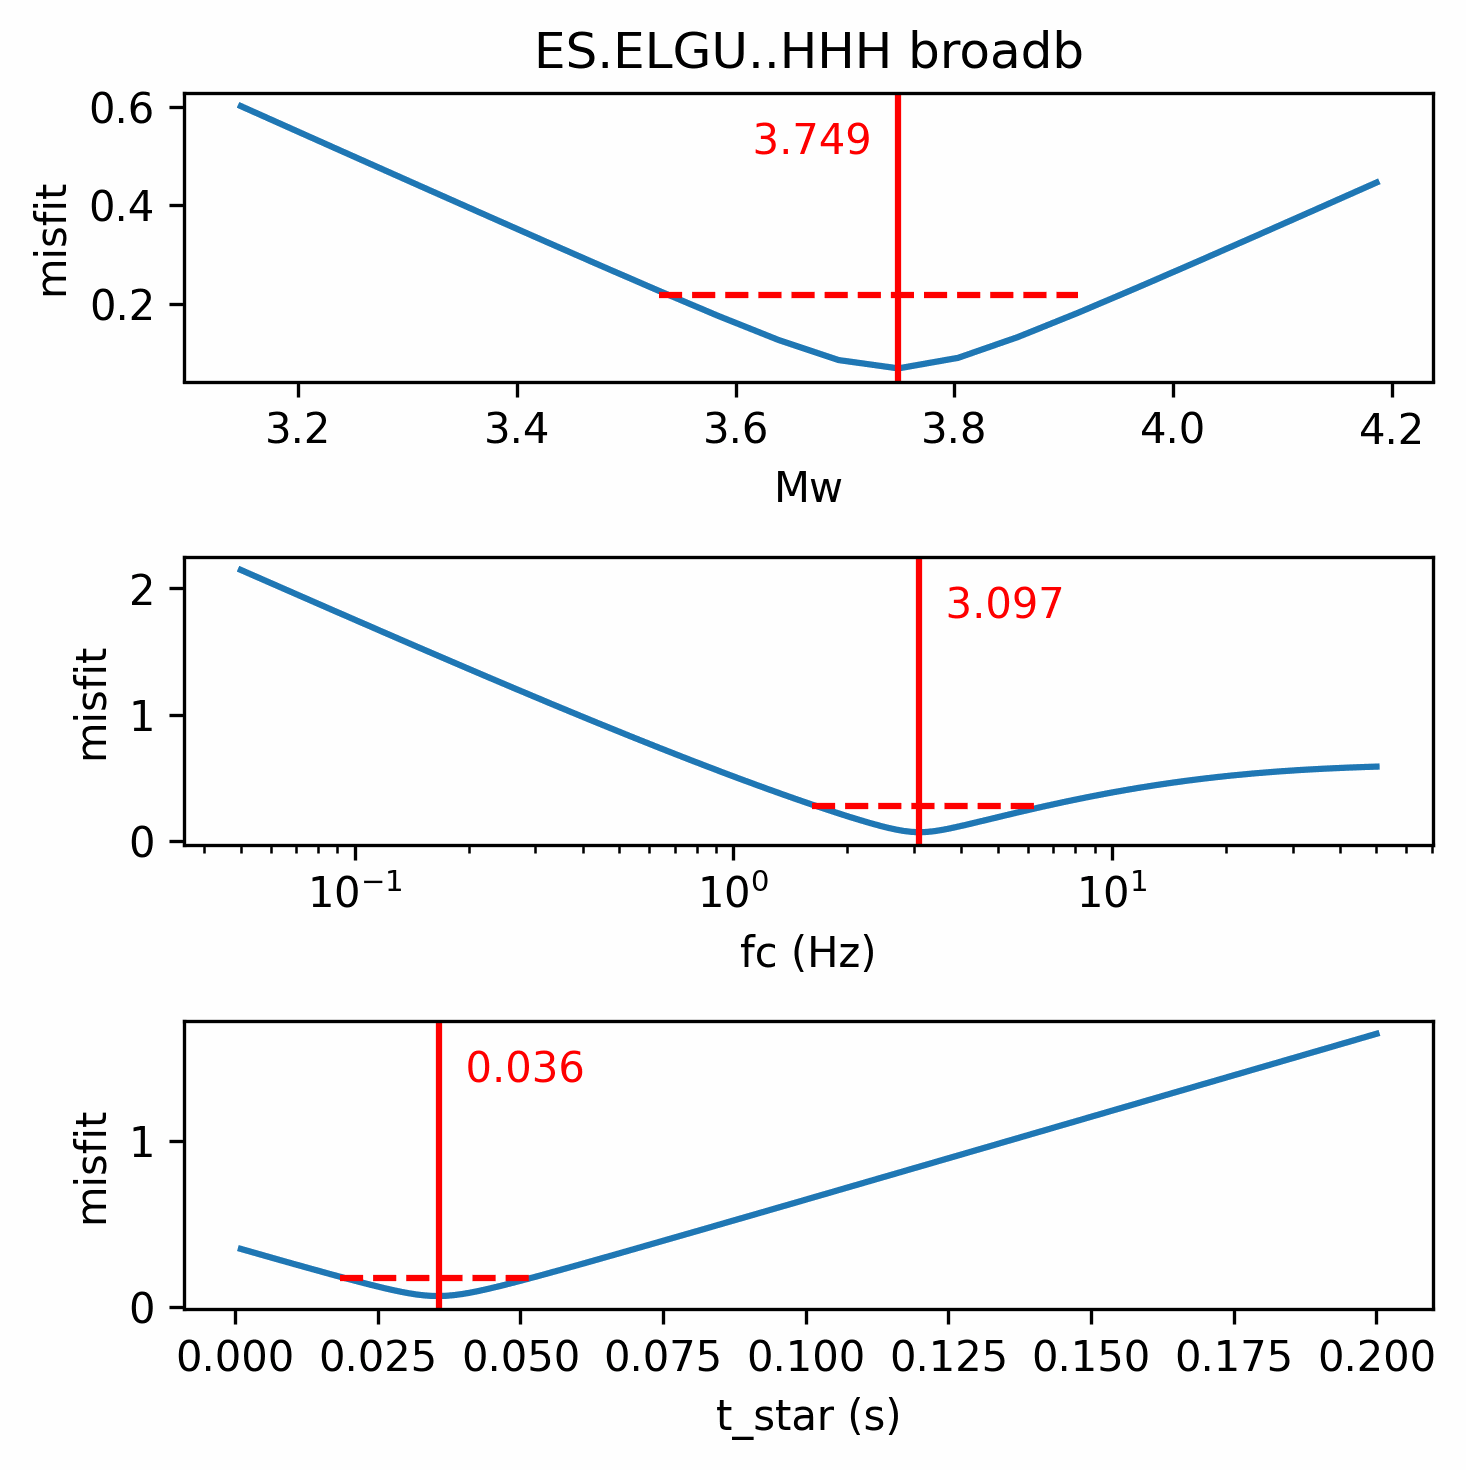 ES.ELGU..HHH broadb
0.6
0.4
0.2
misfit
3.749
3.2 3.4 3.6 3.8 4.0 4.2
Mw
2
1
0
misfit
3.097
10⁻¹ 10⁰ 10¹
fc (Hz)
1
0
misfit
0.036
0.000 0.025 0.050 0.075 0.100 0.125 0.150 0.175 0.200
t_star (s)